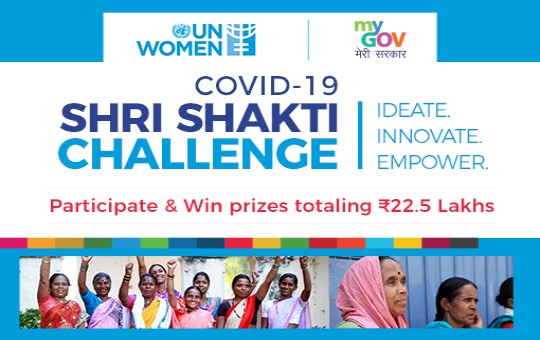 UN
WOMEN
my
GOV
मेरी सरकार
COVID-19
SHRI SHAKTI
CHALLENGE
IDEATE.
INNOVATE.
EMPOWER.
Participate & Win prizes totaling ₹22.5 Lakhs